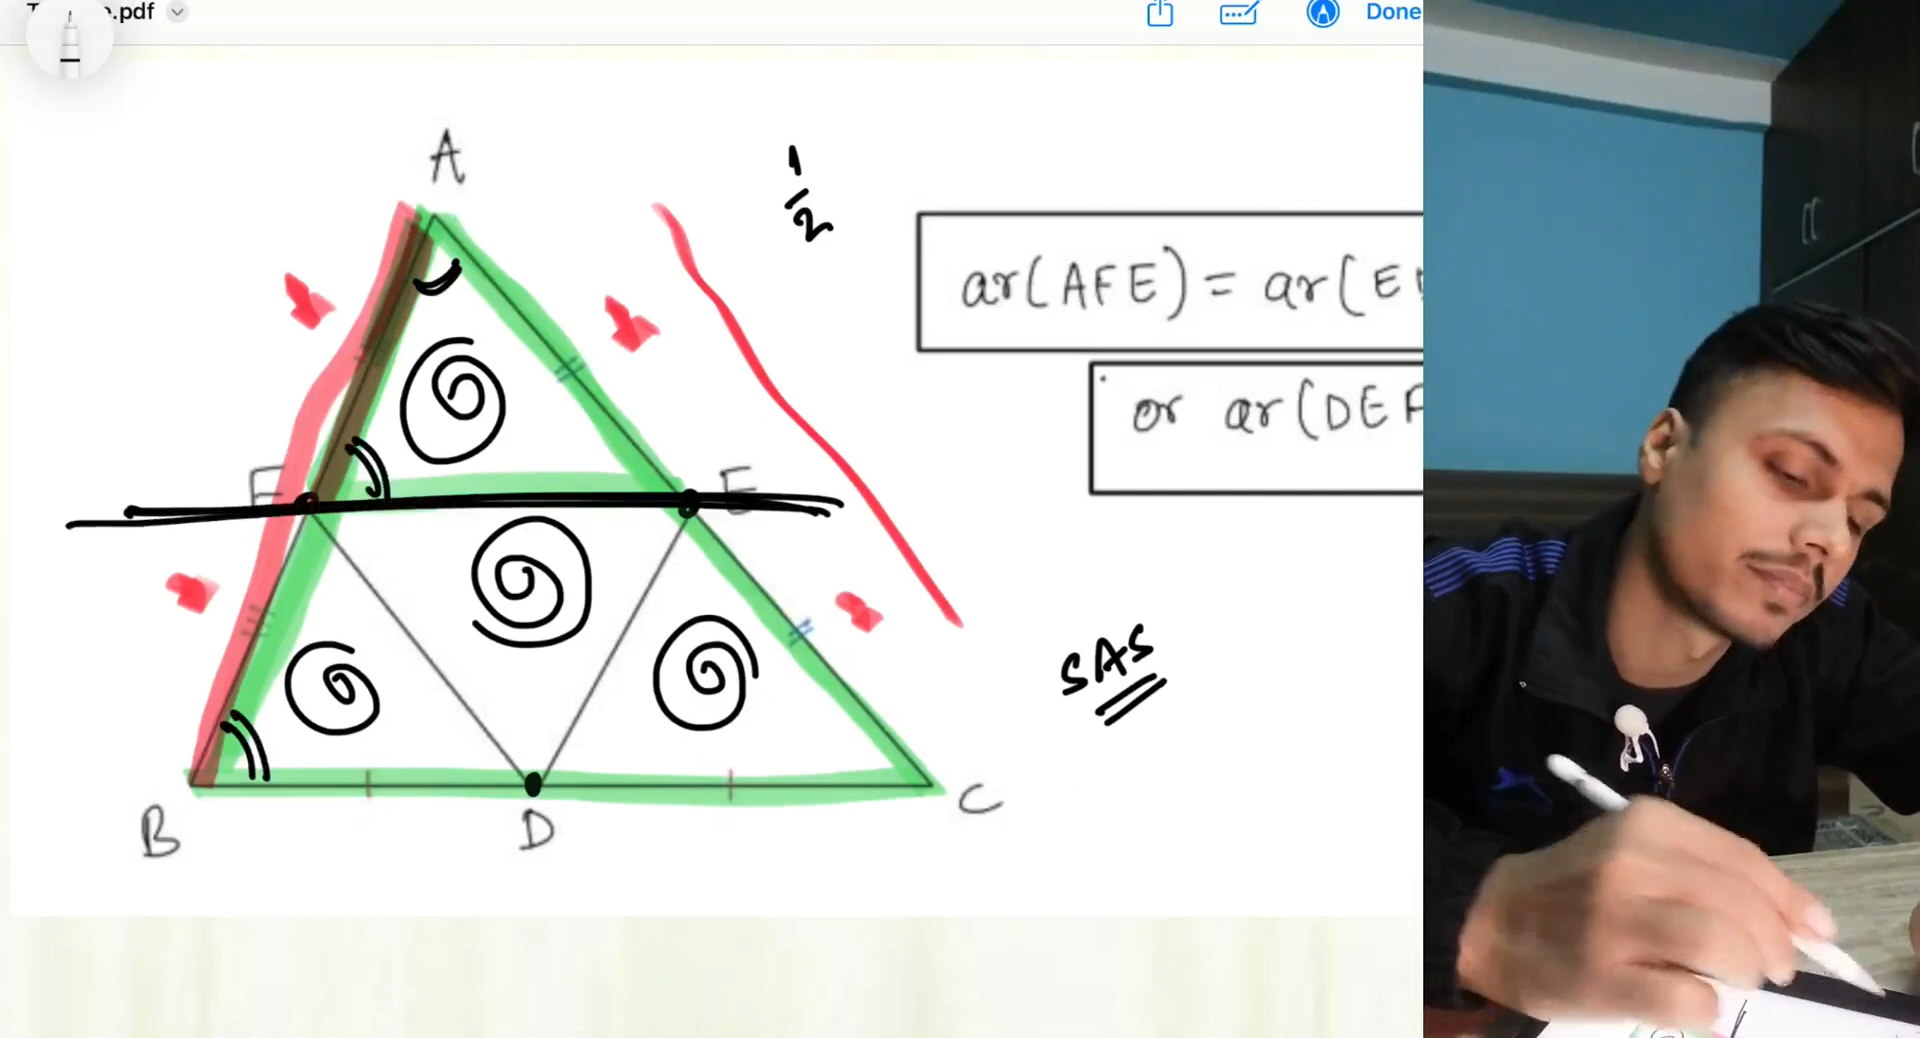 .pdf
Done
A
1
2
ar(AFE) = ar(E
or ar(DEF
F
E
SAS
B
D
C